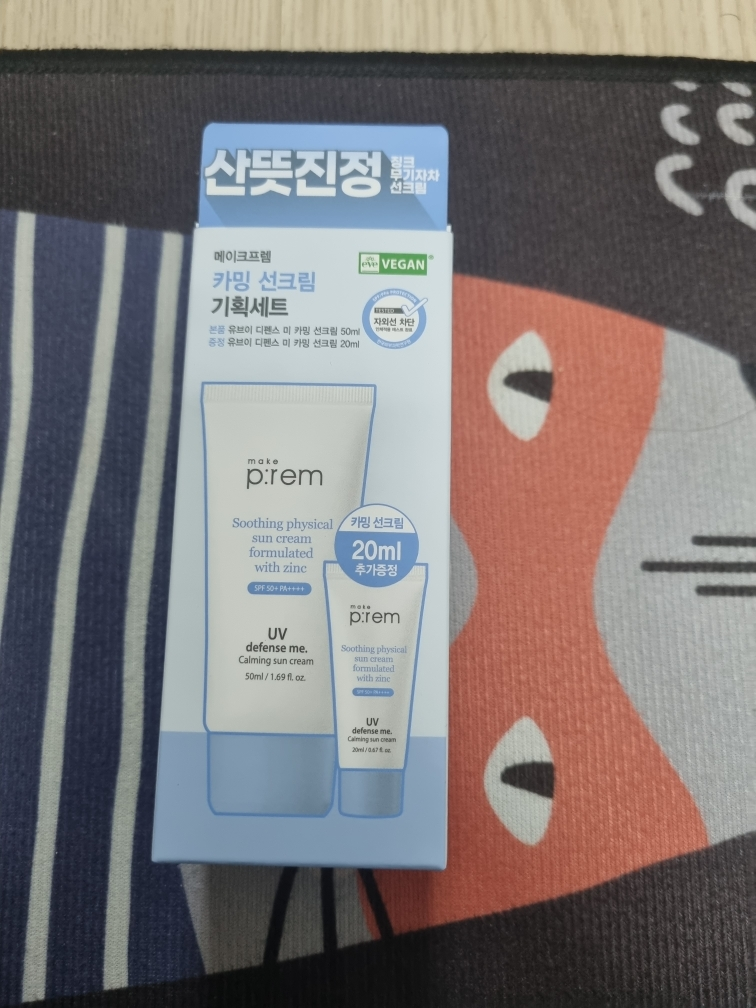 산뜻진정
징크
무기자차
선크림
메이크프렘
카밍 선크림
기획세트
eve VEGAN®
본품 유브이 디펜스 미 카밍 선크림 50ml
증정 유브이 디펜스 미 카밍 선크림 20ml
TESTED
자외선 차단
make
p:rem
Soothing physical
sun cream
formulated
with zinc
SPF 50+ PA++++
UV
defense me.
Calming sun cream
50ml / 1.69 fl. oz.
카밍 선크림
20ml
추가증정
make
p:rem
Soothing physical
sun cream
formulated
with zinc
SPF 50+ PA++++
UV
defense me.
Calming sun cream
20ml / 0.67 fl. oz.